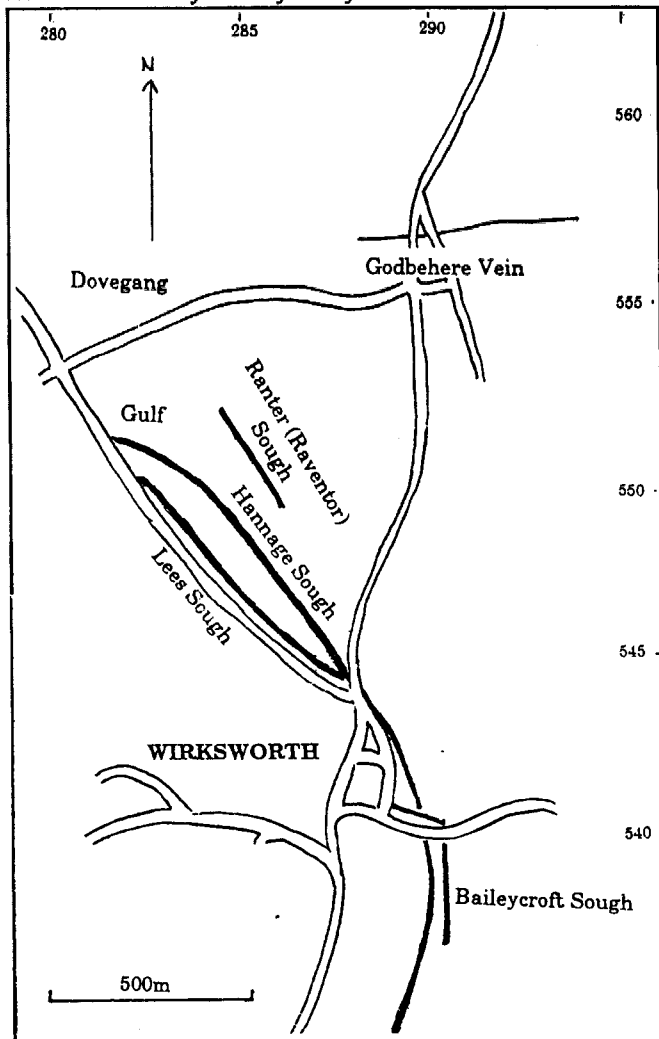 280
285
290
N
560
Godbehere Vein
Dovegang
555
Ranter (Raventor)
Sough
Gulf
550
Hannage Sough
Lees Sough
545
WIRKSWORTH
540
Baileycroft Sough
500m